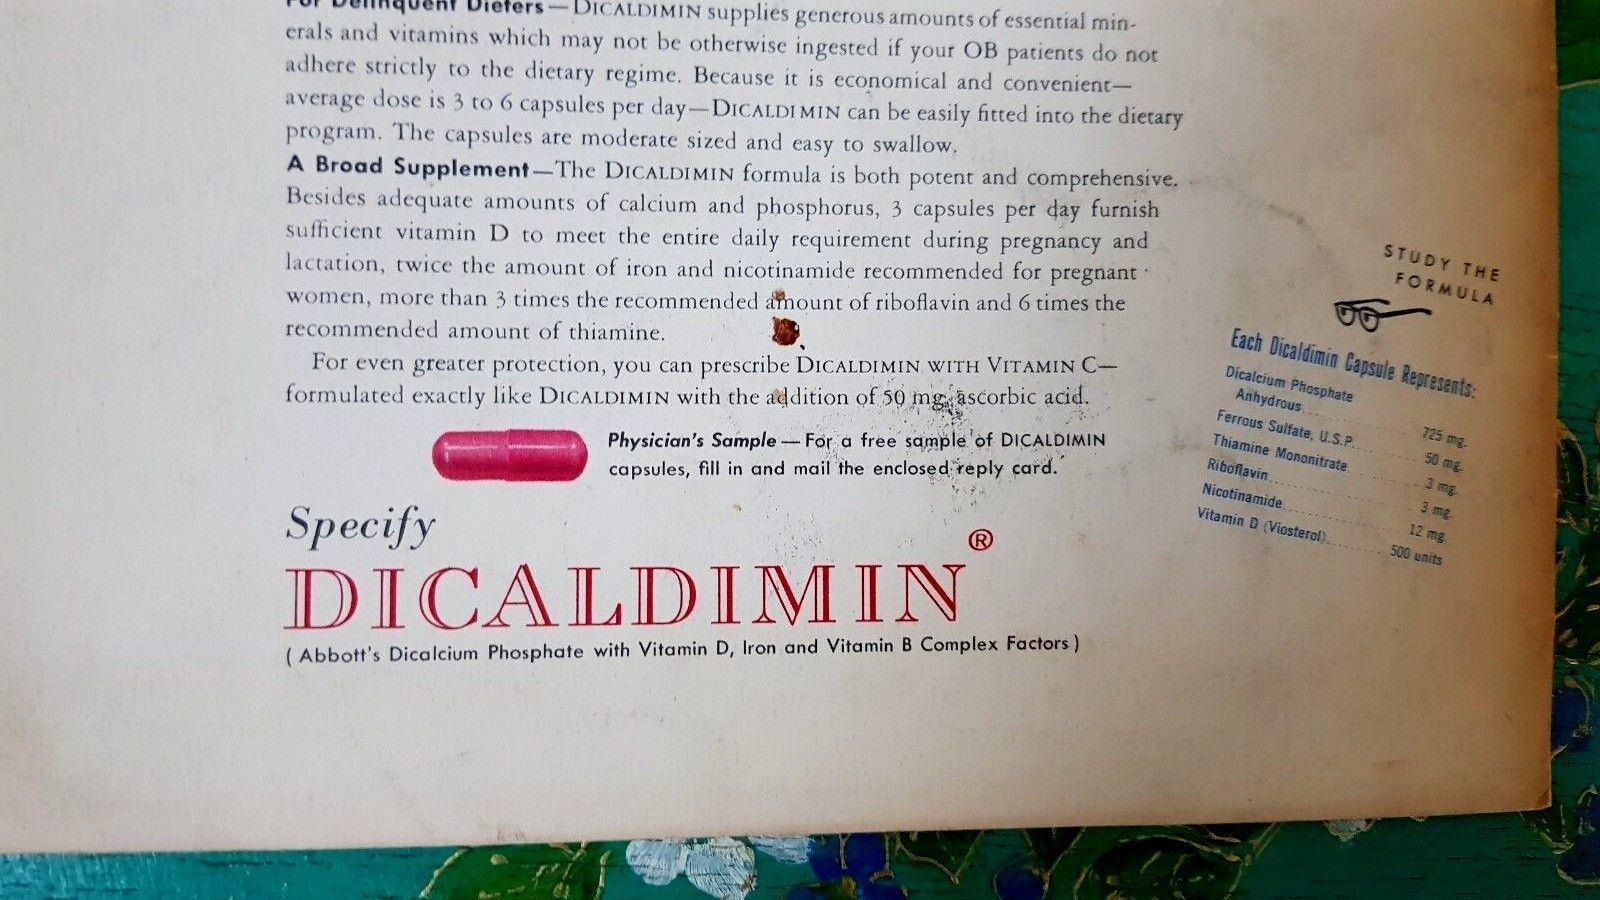 For Delinquent Dieters—DICALDIMIN supplies generous amounts of essential min-
erals and vitamins which may not be otherwise ingested if your OB patients do not
adhere strictly to the dietary regime. Because it is economical and convenient—
average dose is 3 to 6 capsules per day—DICALDIMIN can be easily fitted into the dietary
program. The capsules are moderate sized and easy to swallow.
A Broad Supplement—The DICALDIMIN formula is both potent and comprehensive.
Besides adequate amounts of calcium and phosphorus, 3 capsules per day furnish
sufficient vitamin D to meet the entire daily requirement during pregnancy and
lactation, twice the amount of iron and nicotinamide recommended for pregnant
women, more than 3 times the recommended amount of riboflavin and 6 times the
recommended amount of thiamine.
For even greater protection, you can prescribe DICALDIMIN WITH VITAMIN C—
formulated exactly like DICALDIMIN with the addition of 50 mg. ascorbic acid.
Physician's Sample—For a free sample of DICALDIMIN
capsules, fill in and mail the enclosed reply card.
Specify
DICALDIMIN®
(Abbott's Dicalcium Phosphate with Vitamin D, Iron and Vitamin B Complex Factors)
STUDY THE
FORMULA
Each Dicaldimin Capsule Represents:
Dicalcium Phosphate
Anhydrous 725 mg.
Ferrous Sulfate, U.S.P. 50 mg.
Thiamine Mononitrate 3 mg.
Riboflavin 3 mg.
Nicotinamide 12 mg.
Vitamin D (Viosterol) 500 units